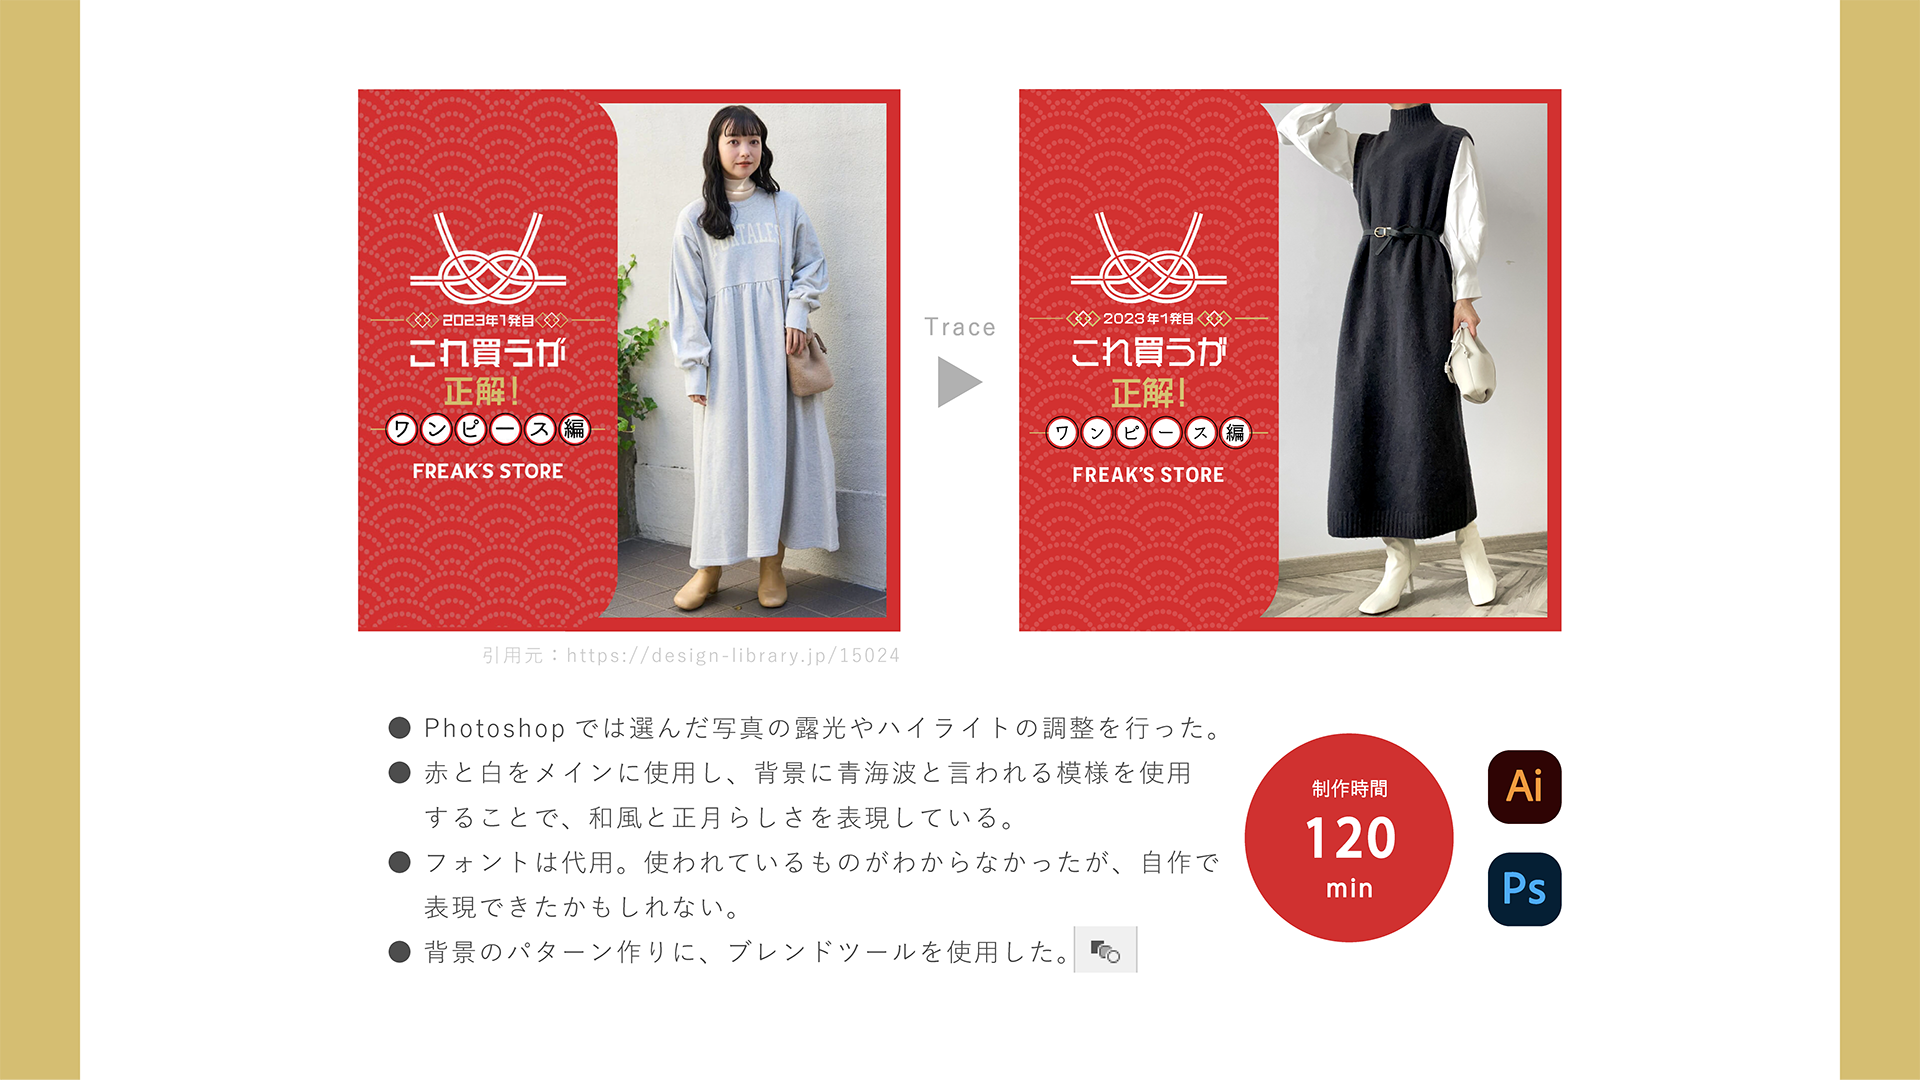 2023年1発目
これ買うが
正解！
ワンピース編
FREAK'S STORE
Trace
2023年1発目
これ買うが
正解！
ワンピース編
FREAK'S STORE
引用元：https://design-library.jp/15024
● Photoshopでは選んだ写真の露光やハイライトの調整を行った。
● 赤と白をメインに使用し、背景に青海波と言われる模様を使用
することで、和風と正月らしさを表現している。
● フォントは代用。使われているものがわからなかったが、自作で
表現できたかもしれない。
● 背景のパターン作りに、ブレンドツールを使用した。
制作時間
120
min
Ai
Ps